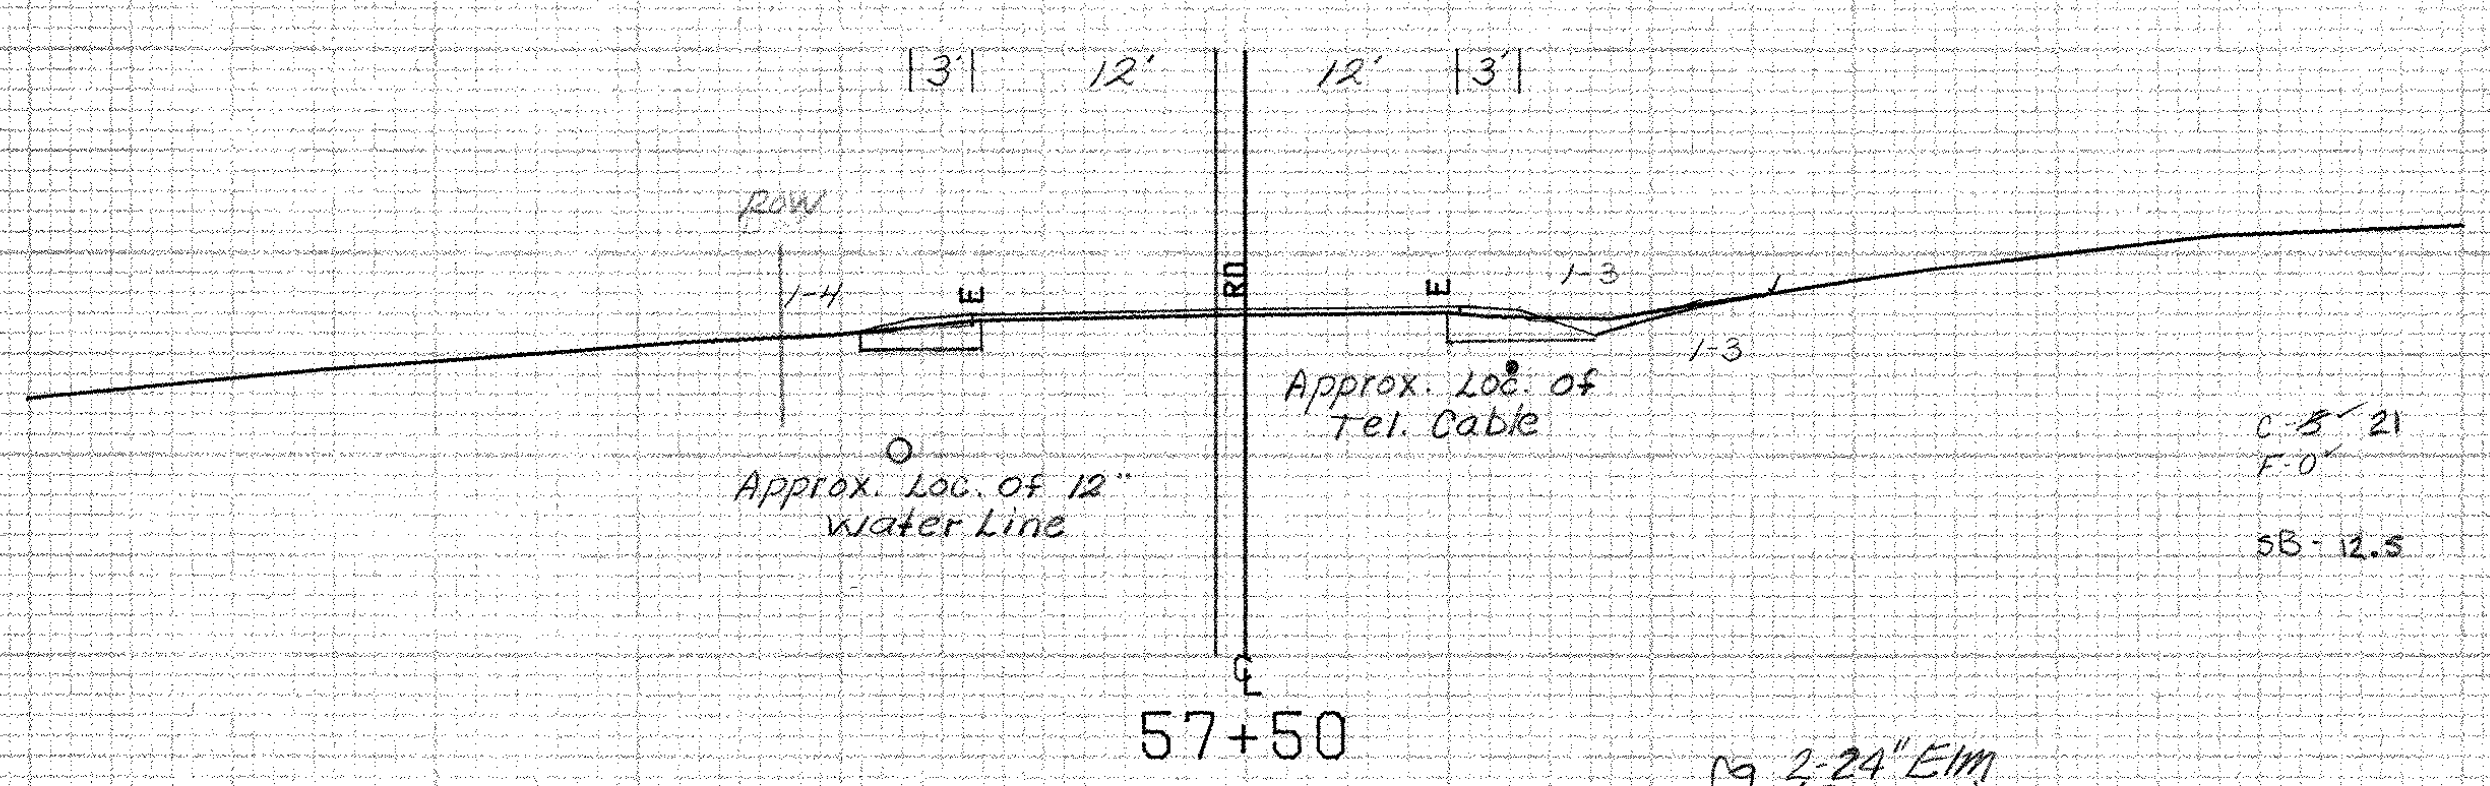 3' 12' 12' 3'
ROW
1-4 E RD E 1-3
1-3
Approx. Loc. of
Tel. Cable
Approx. Loc. of 12"
Water Line
C-5 21
F-0
SB- 12.5
CL
57+50
2-24" Elm